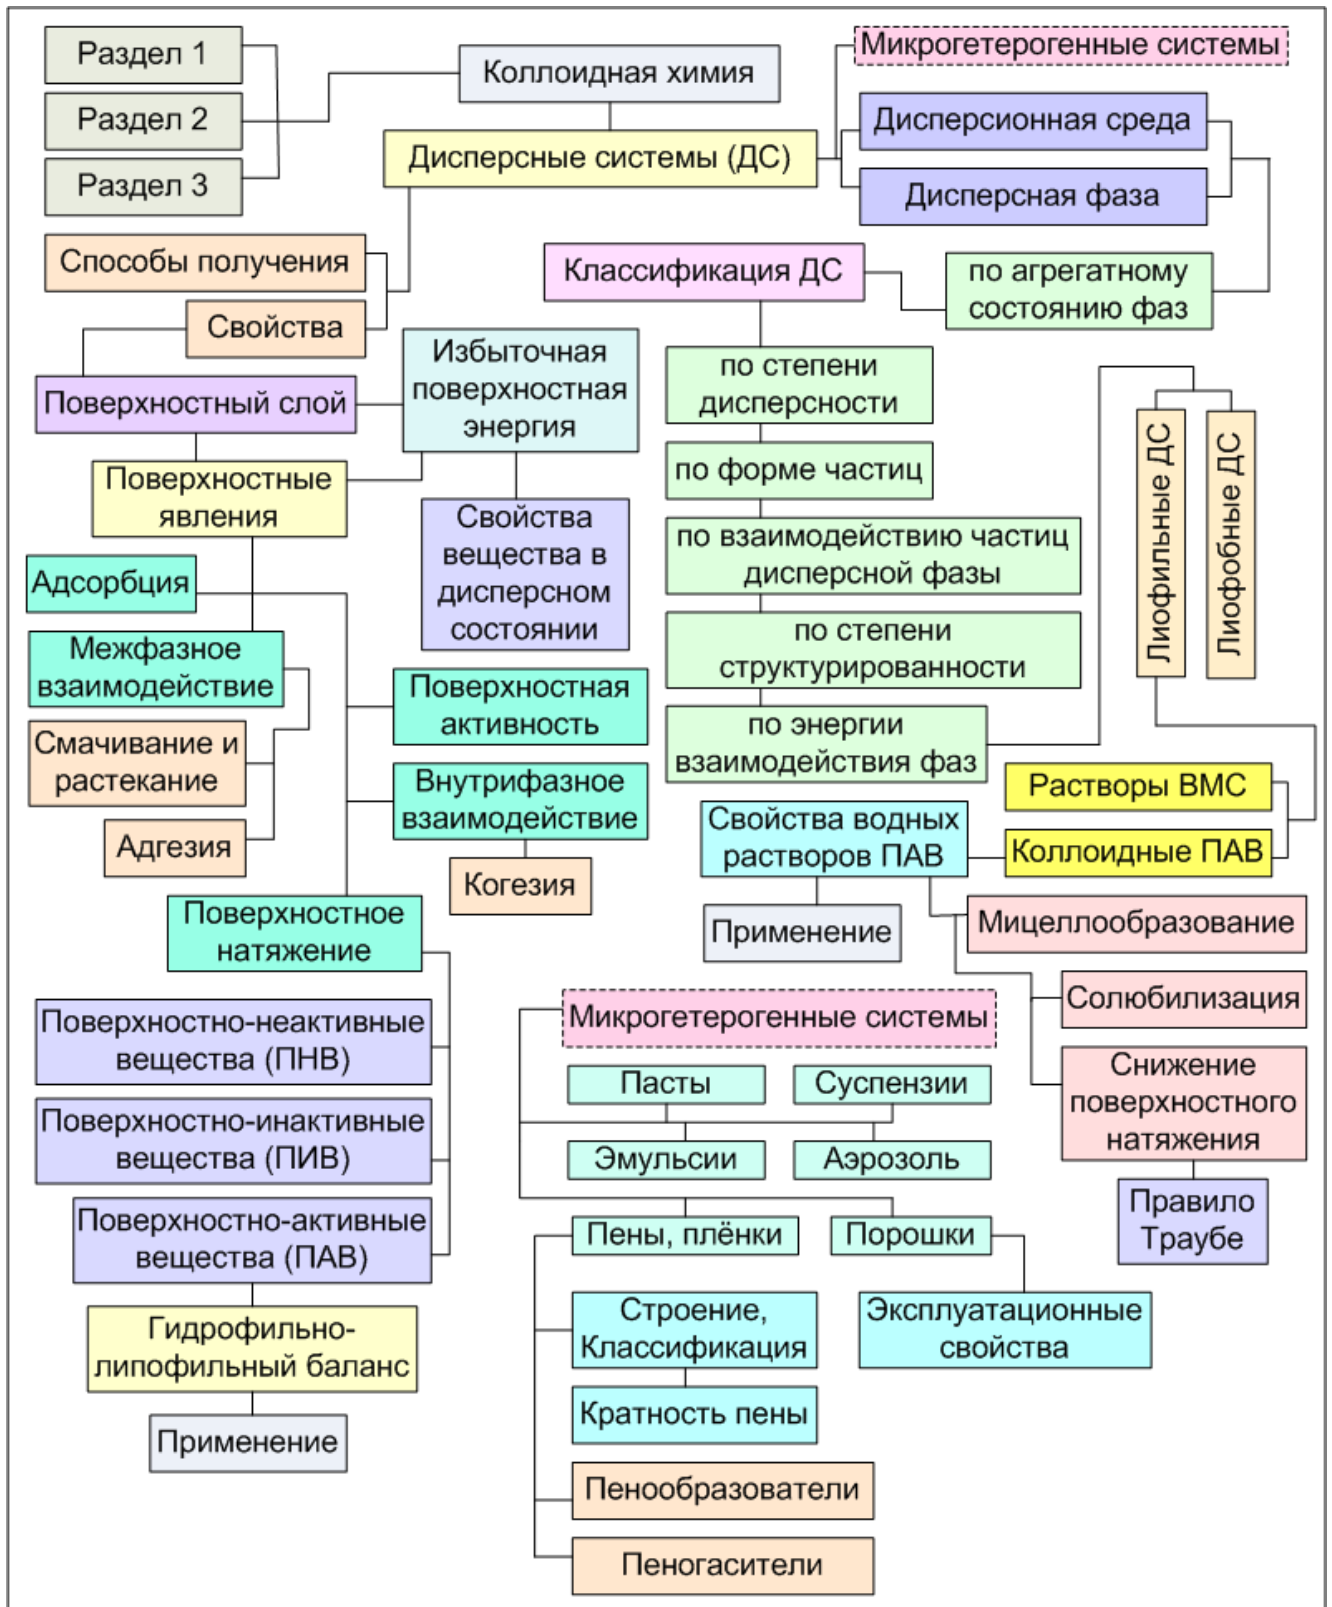 Раздел 1
Раздел 2
Раздел 3
Коллоидная химия
Дисперсные системы (ДС)
Микрогетерогенные системы
Дисперсионная среда
Дисперсная фаза
Способы получения
Свойства
Классификация ДС
по агрегатному
состоянию фаз
Поверхностный слой
Избыточная
поверхностная
энергия
по степени
дисперсности
Поверхностные
явления
по форме частиц
Лиофильные ДС
Лиофобные ДС
Свойства
вещества в
дисперсном
состоянии
по взаимодействию частиц
дисперсной фазы
Адсорбция
Межфазное
взаимодействие
по степени
структурированности
Поверхностная
активность
по энергии
взаимодействия фаз
Смачивание и
растекание
Адгезия
Внутрифазное
взаимодействие
Когезия
Растворы ВМС
Коллоидные ПАВ
Свойства водных
растворов ПАВ
Применение
Поверхностное
натяжение
Мицеллообразование
Солюбилизация
Снижение
поверхностного
натяжения
Правило
Траубе
Поверхностно-неактивные
вещества (ПНВ)
Поверхностно-инактивные
вещества (ПИВ)
Поверхностно-активные
вещества (ПАВ)
Гидрофильно-
липофильный баланс
Применение
Микрогетерогенные системы
Пасты
Суспензии
Эмульсии
Аэрозоль
Пены, плёнки
Порошки
Строение,
Классификация
Эксплуатационные
свойства
Кратность пены
Пенообразователи
Пеногасители